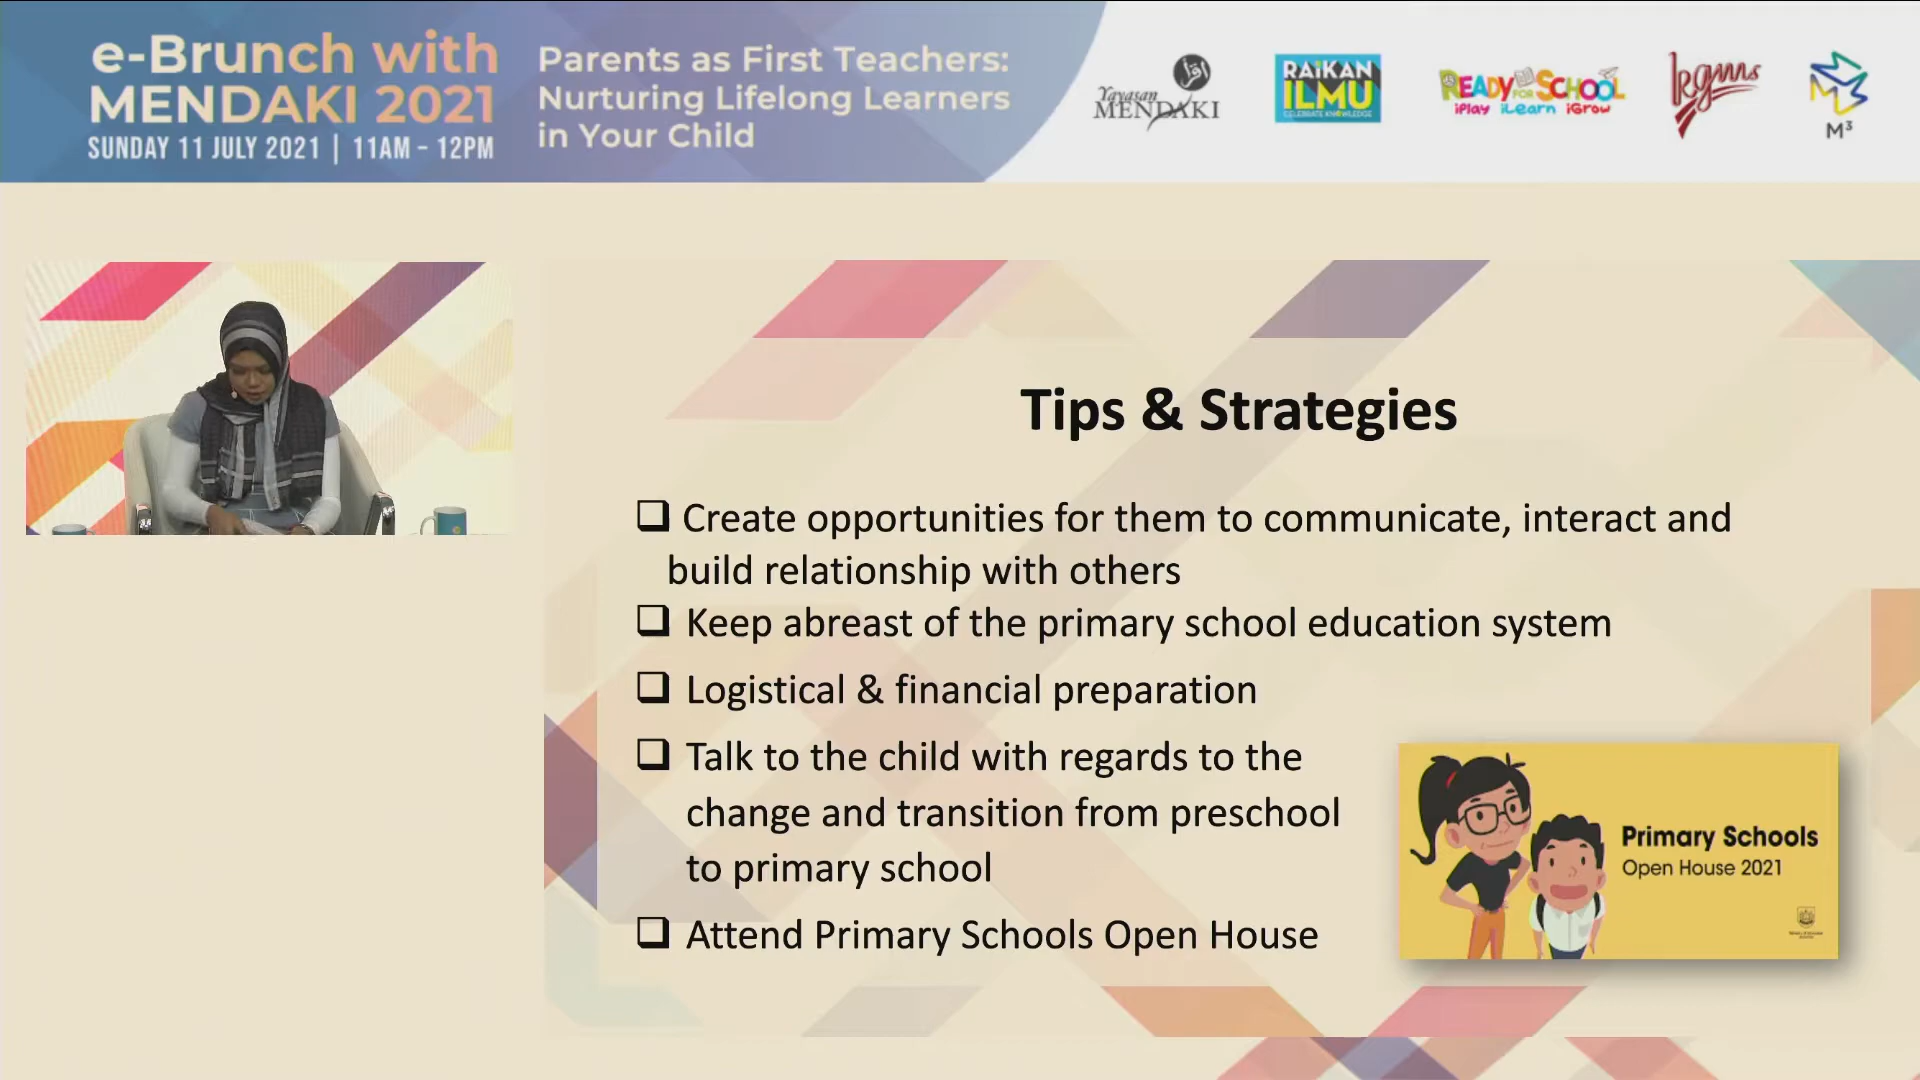 e-Brunch with
MENDAKI 2021
SUNDAY 11 JULY 2021 | 11AM – 12PM
Parents as First Teachers:
Nurturing Lifelong Learners
in Your Child
Yayasan
MENDAKI
RAiKAN
ILMU
CELEBRATE KNOWLEDGE
READY FOR SCHOOL
iPlay iLearn iGrow
kgms
M³
Tips & Strategies
❑ Create opportunities for them to communicate, interact and
build relationship with others
❑ Keep abreast of the primary school education system
❑ Logistical & financial preparation
❑ Talk to the child with regards to the
change and transition from preschool
to primary school
❑ Attend Primary Schools Open House
Primary Schools
Open House 2021